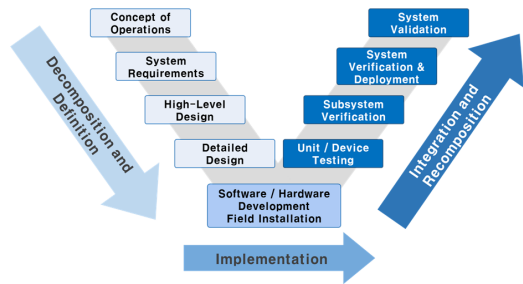 Concept of
Operations
System
Requirements
High-Level
Design
Detailed
Design
Software / Hardware
Development
Field Installation
Unit / Device
Testing
Subsystem
Verification
System
Verification &
Deployment
System
Validation
Decomposition and
Definition
Implementation
Integration and
Recomposition